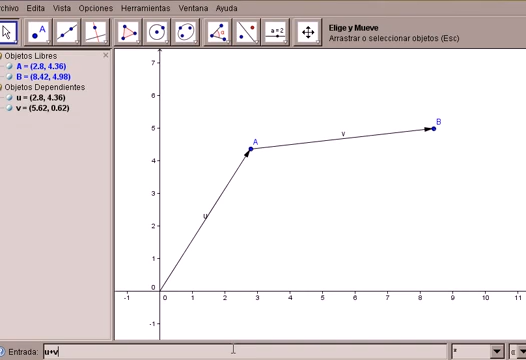 rchivo Edita Vista Opciones Herramientas Ventana Ayuda
A a=2 Elige y Mueve
Arrastrar o seleccionar objetos (Esc)
Objetos Libres
A = (2.8, 4.36)
B = (8.42, 4.98)
Objetos Dependientes
u = (2.8, 4.36)
v = (5.62, 0.62)
7
6
5
4
3
2
1
0
-1
-1 0 1 2 3 4 5 6 7 8 9 10 11
A
B
v
u
Entrada: u+v